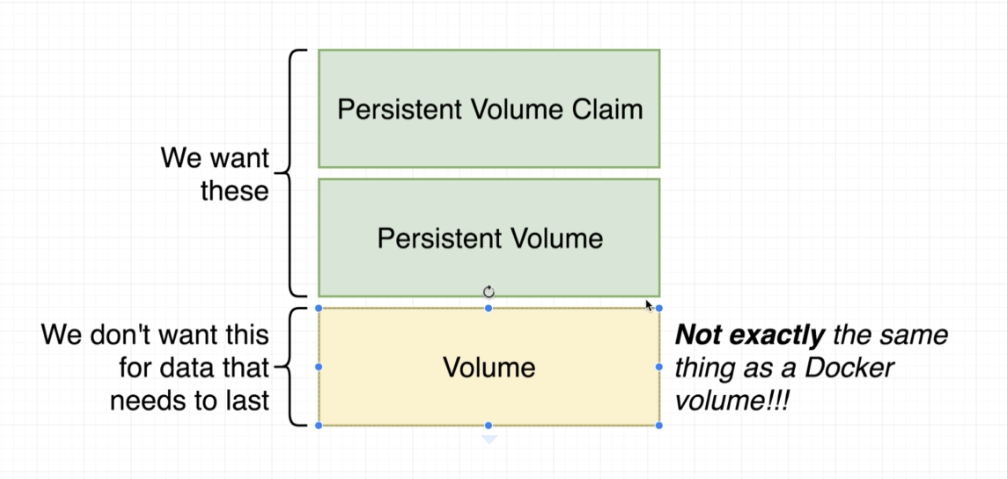 Persistent Volume Claim
We want
these
Persistent Volume
We don't want this
for data that
needs to last
Volume
Not exactly the same
thing as a Docker
volume!!!